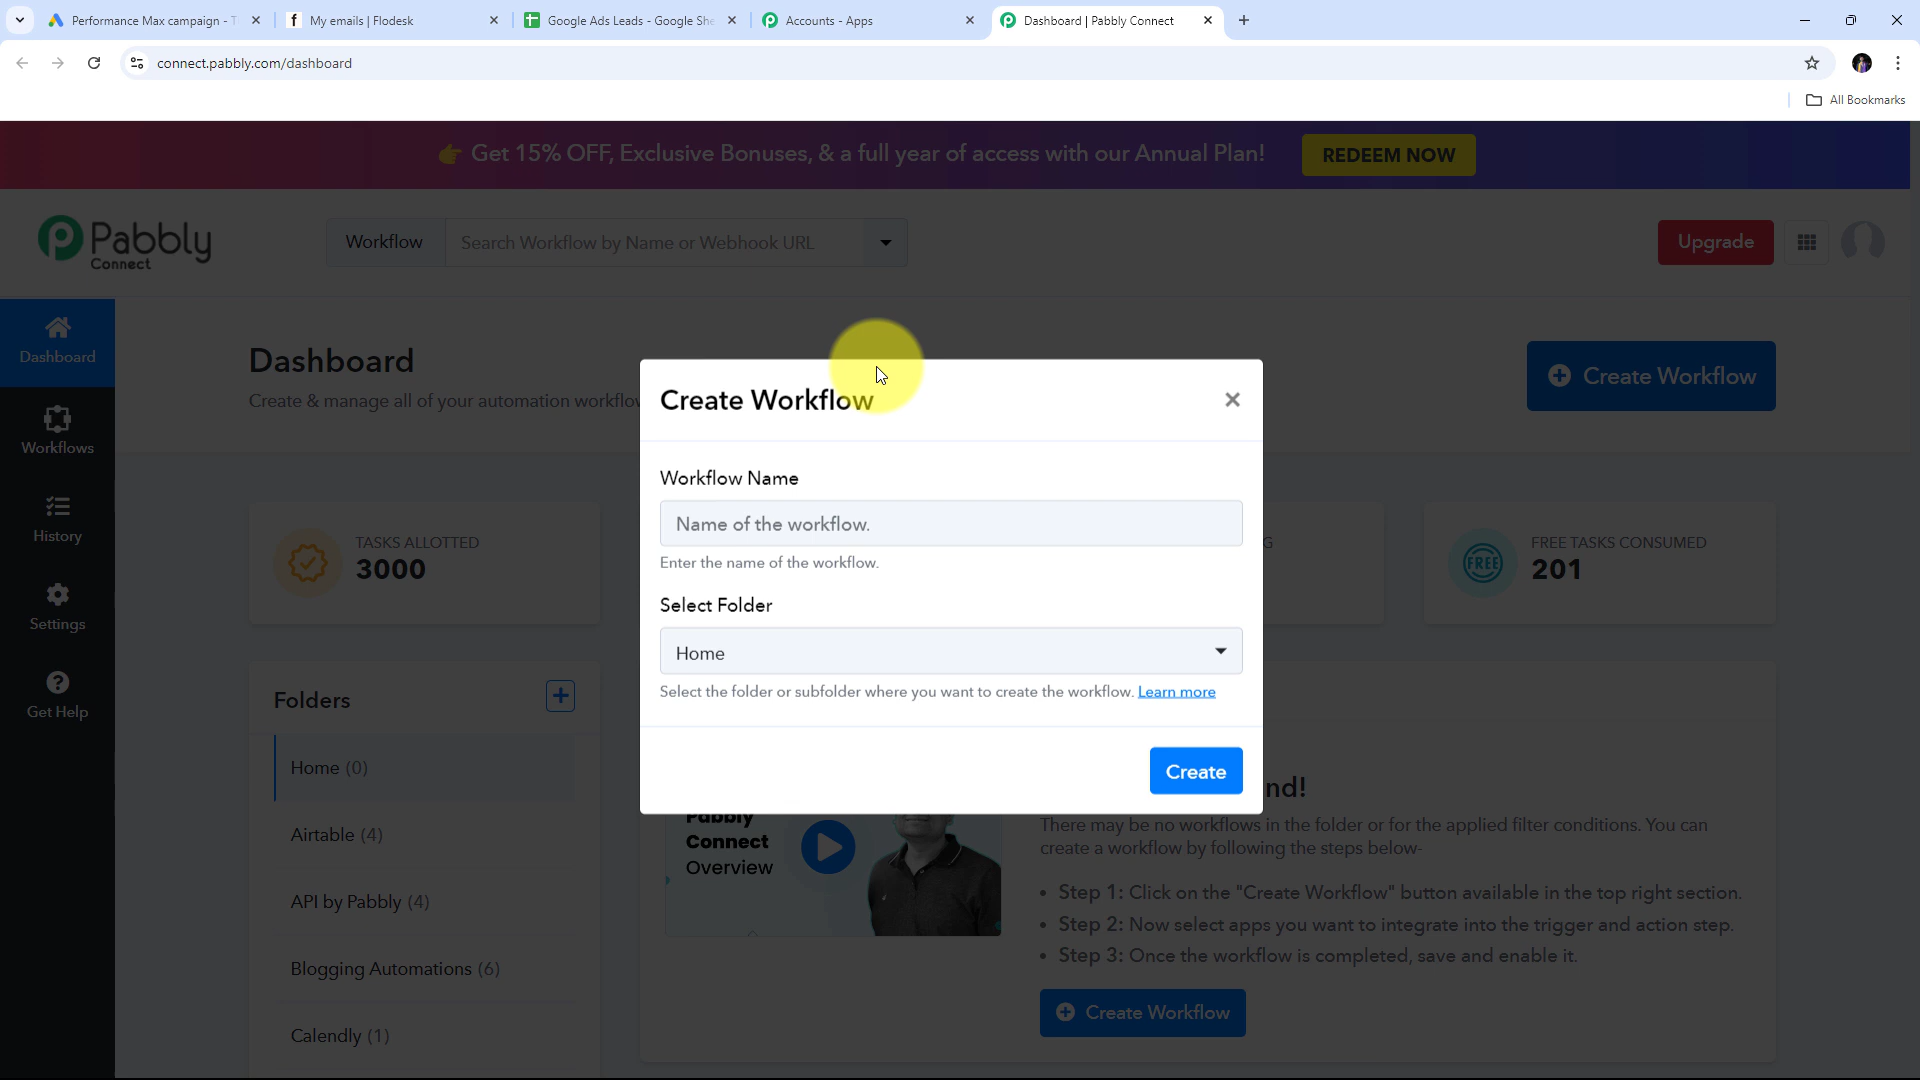 Performance Max campaign - T
My emails | Flodesk
Google Ads Leads - Google She
Accounts - Apps
Dashboard | Pabbly Connect
connect.pabbly.com/dashboard
All Bookmarks
Get 15% OFF, Exclusive Bonuses, & a full year of access with our Annual Plan!
REDEEM NOW
Pabbly
Connect
Workflow
Search Workflow by Name or Webhook URL
Upgrade
Dashboard
Workflows
History
Settings
Get Help
Dashboard
Create & manage all of your automation workflow
Create Workflow
TASKS ALLOTTED
3000
G
FREE
FREE TASKS CONSUMED
201
Folders
Home (0)
Airtable (4)
API by Pabbly (4)
Blogging Automations (6)
Calendly (1)
Create Workflow
Workflow Name
Name of the workflow.
Enter the name of the workflow.
Select Folder
Home
Select the folder or subfolder where you want to create the workflow. Learn more
Create
Pabbly
Connect
Overview
nd!
There may be no workflows in the folder or for the applied filter conditions. You can
create a workflow by following the steps below-
• Step 1: Click on the "Create Workflow" button available in the top right section.
• Step 2: Now select apps you want to integrate into the trigger and action step.
• Step 3: Once the workflow is completed, save and enable it.
Create Workflow